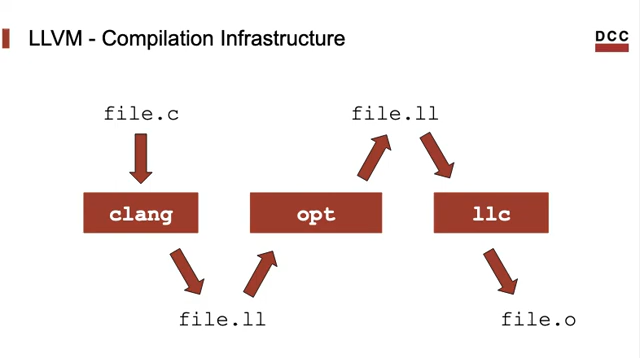 LLVM - Compilation Infrastructure
DCC
file.c
file.ll
clang
opt
llc
file.ll
file.o